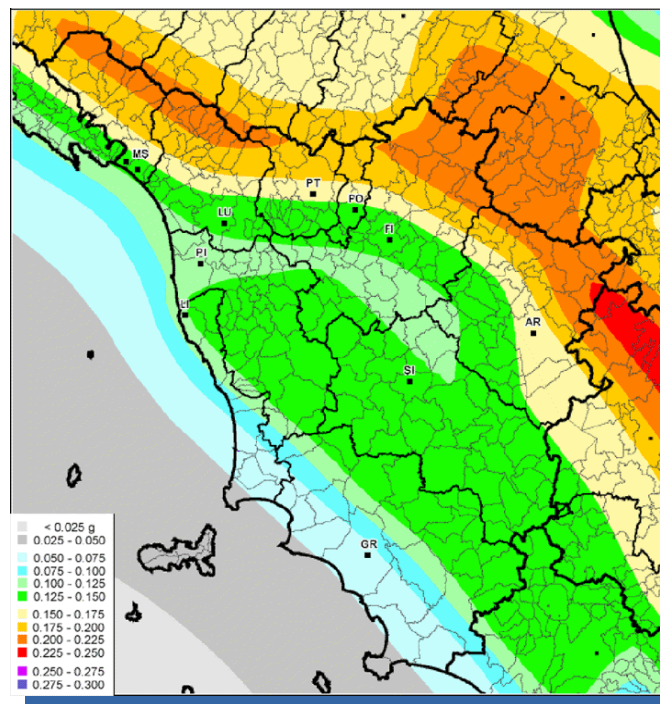 MS
PT
PO
LU
FI
PI
LI
AR
SI
GR
< 0.025 g
0.025 - 0.050
0.050 - 0.075
0.075 - 0.100
0.100 - 0.125
0.125 - 0.150
0.150 - 0.175
0.175 - 0.200
0.200 - 0.225
0.225 - 0.250
0.250 - 0.275
0.275 - 0.300